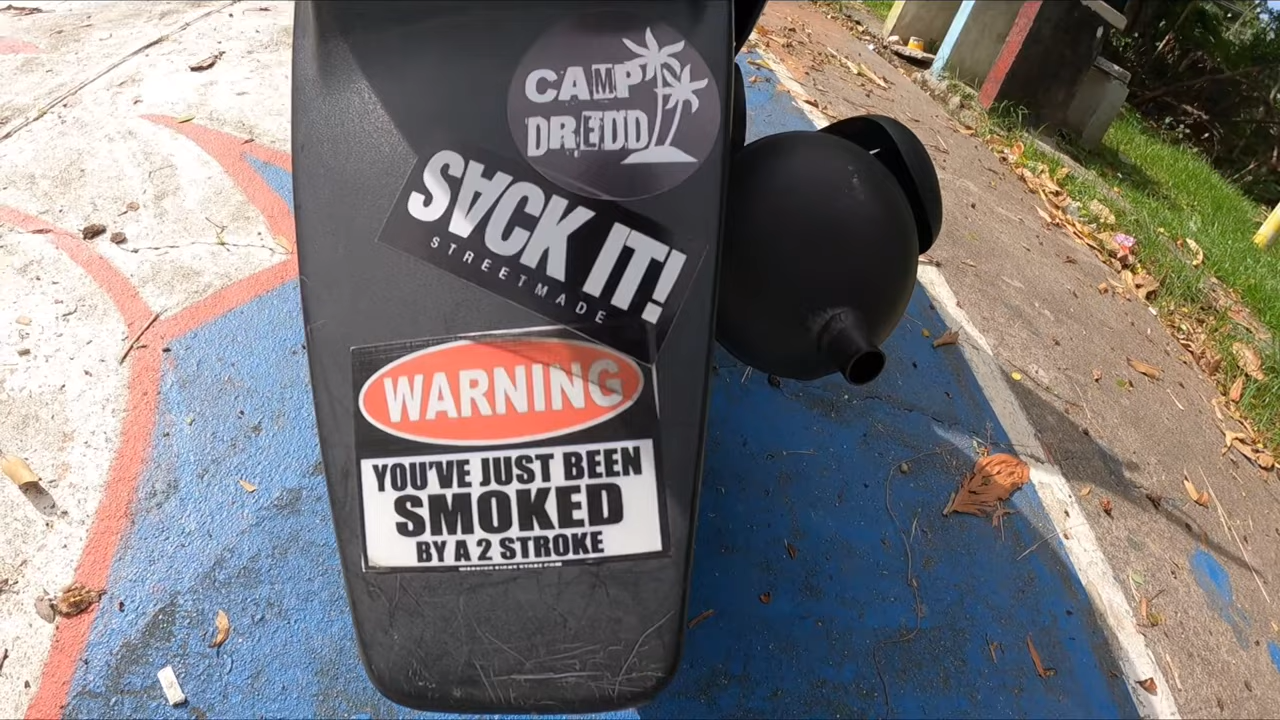 CAMP
DREDD
SACK IT!
STREETMADE
WARNING
YOU'VE JUST BEEN
SMOKED
BY A 2 STROKE